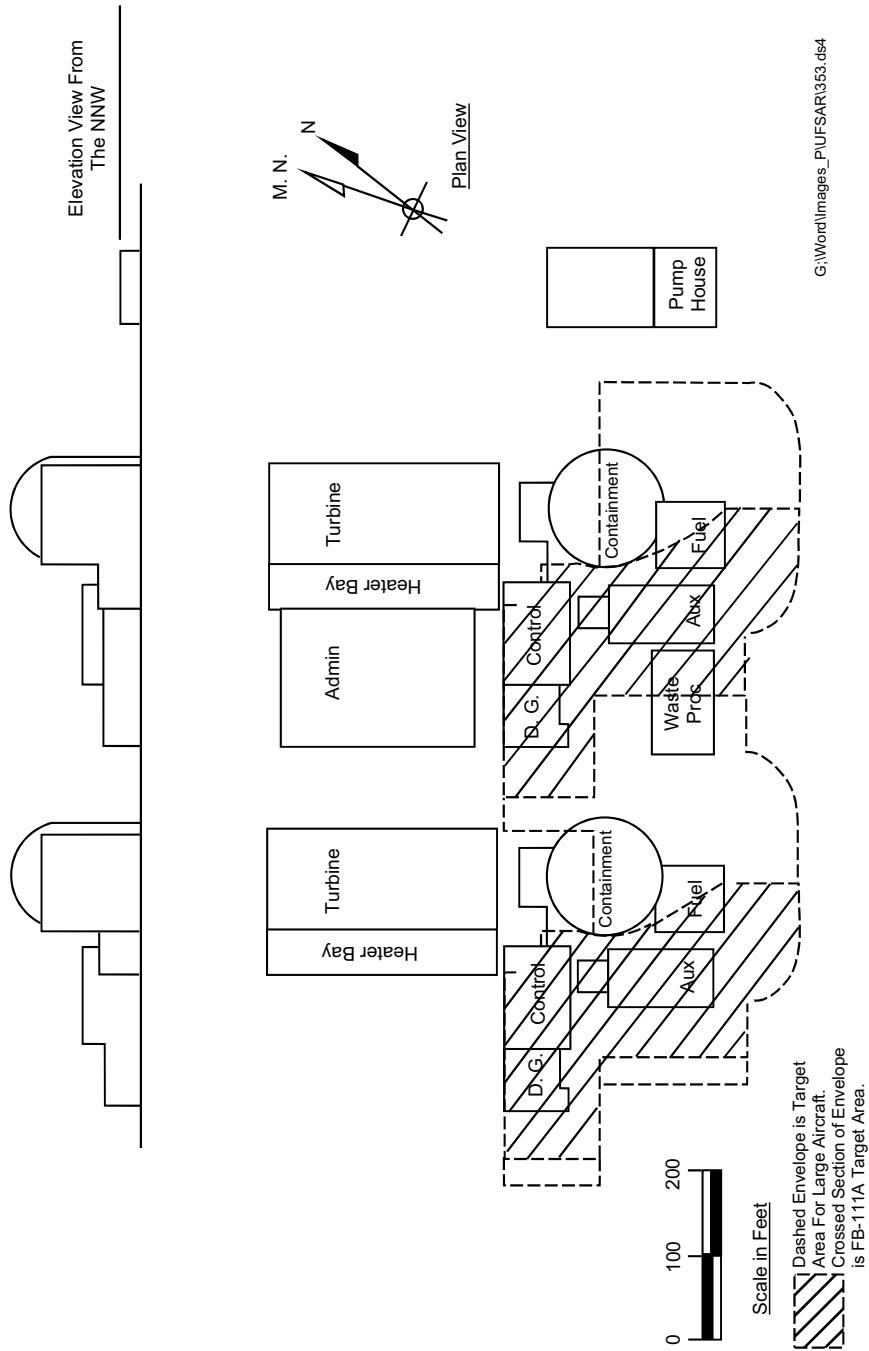 Elevation View From
The NNW
M. N.
N
Plan View
Turbine
Heater Bay
Admin
Turbine
Heater Bay
Pump
House
Containment
Fuel
Control
Aux
D. G.
Waste
Proc
Containment
Fuel
Control
Aux
D. G.
0
100
200
Scale in Feet
Dashed Envelope is Target
Area For Large Aircraft.
Crossed Section of Envelope
is FB-111A Target Area.
G:\Word\Images_P\UFSAR\353.ds4